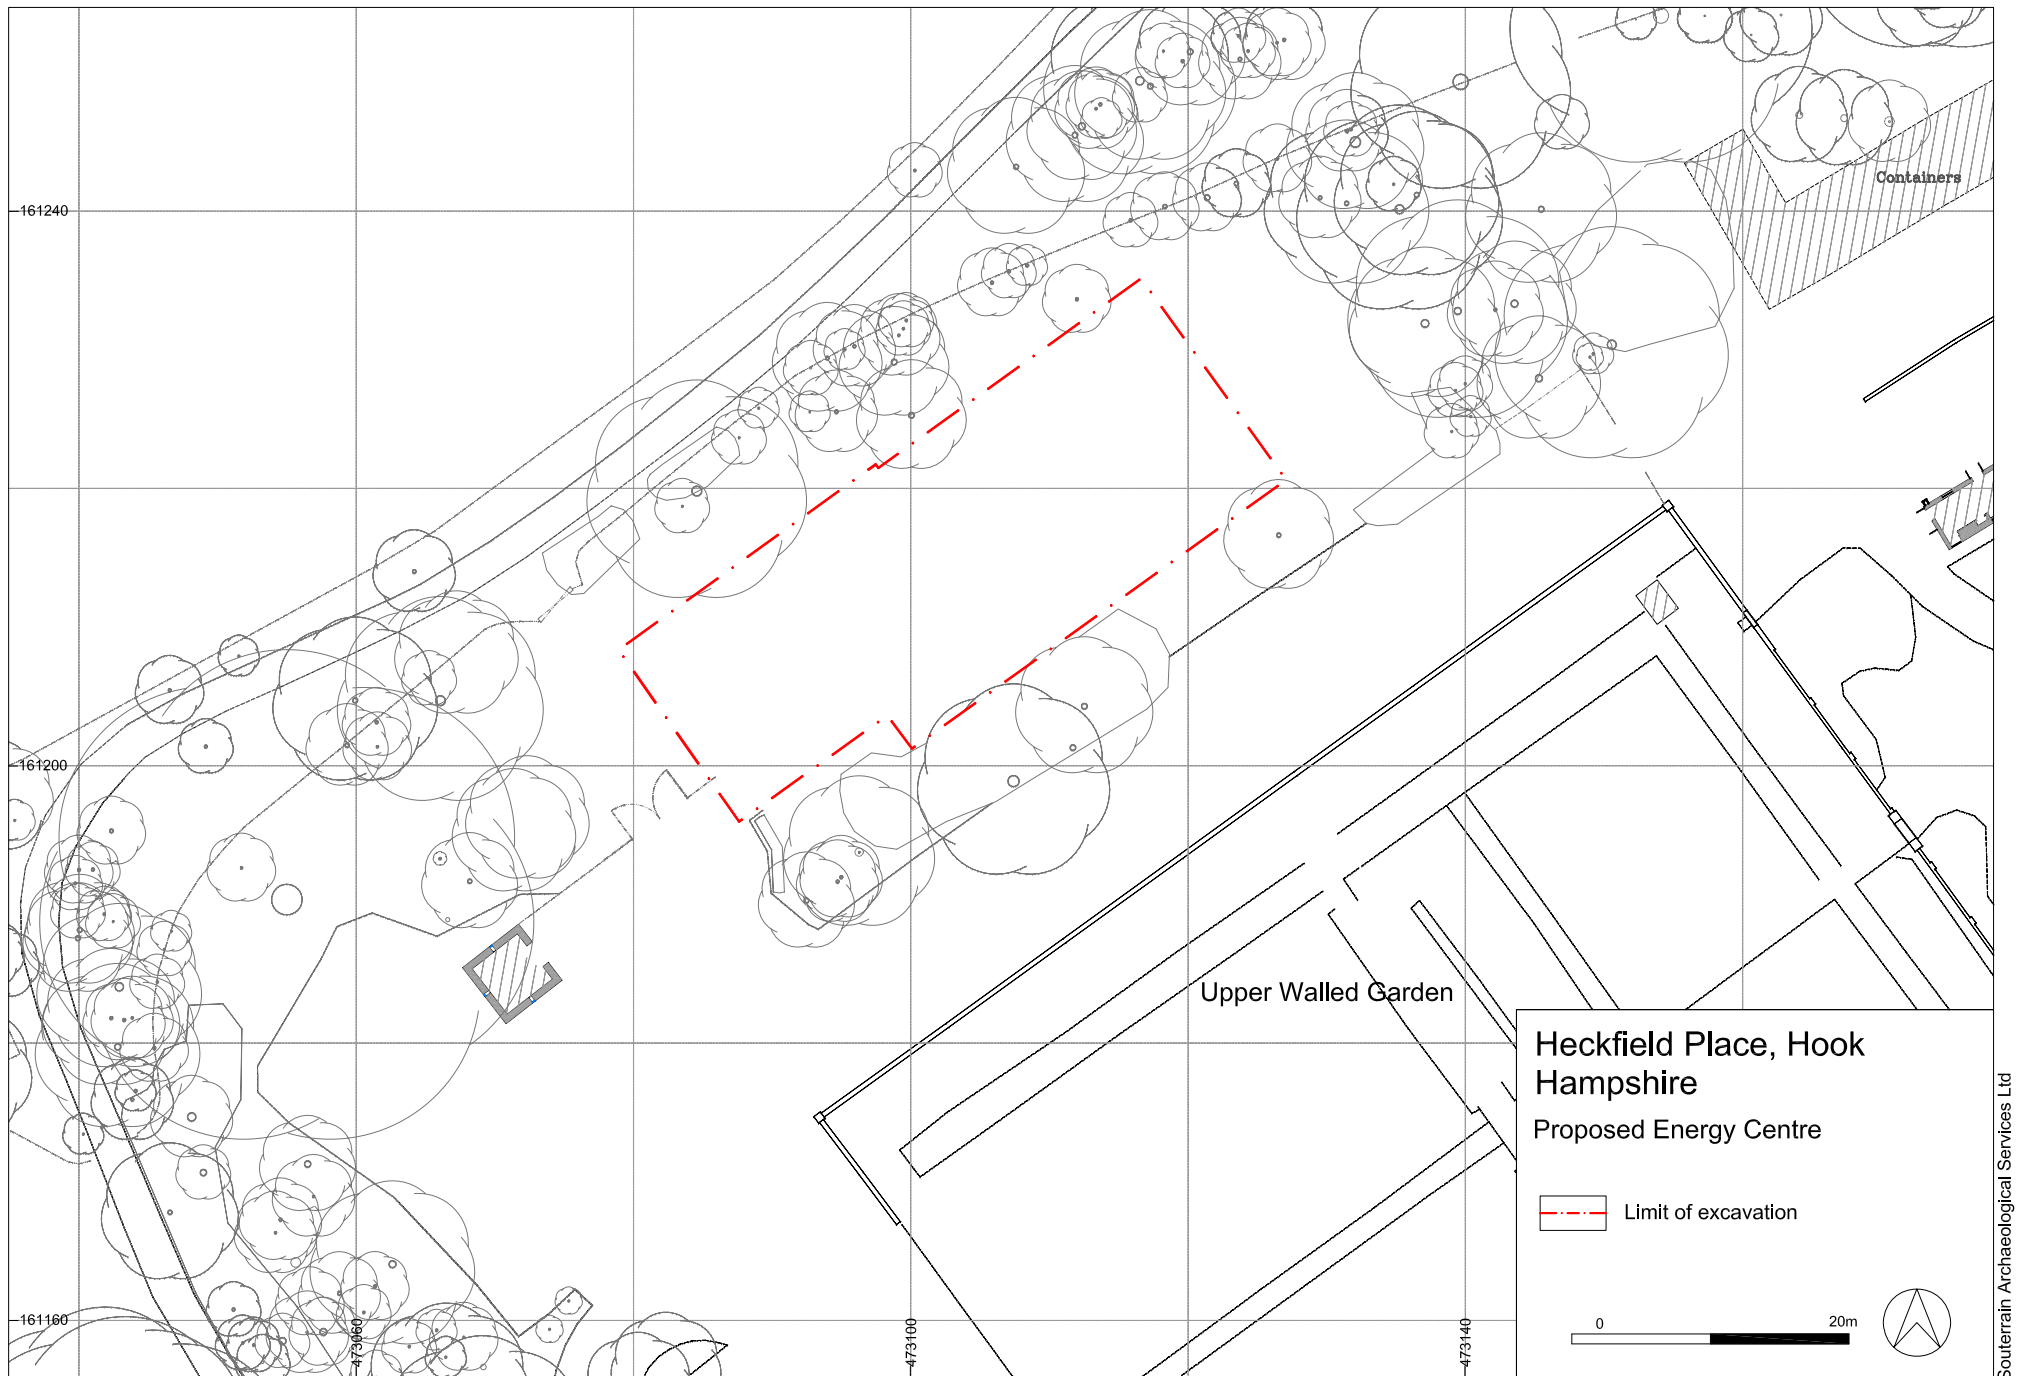 161240
Containers
161200
Upper Walled Garden
161160
473060
473100
473140
Heckfield Place, Hook
Hampshire
Proposed Energy Centre
Limit of excavation
0
20m
Souterrain Archaeological Services Ltd